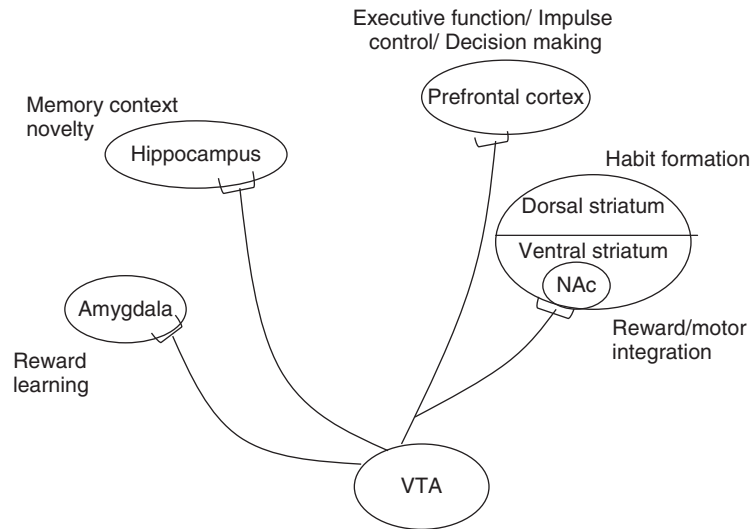 Executive function/ Impulse
control/ Decision making
Prefrontal cortex
Memory context
novelty
Hippocampus
Habit formation
Dorsal striatum
Ventral striatum
NAc
Amygdala
Reward/motor
integration
Reward
learning
VTA